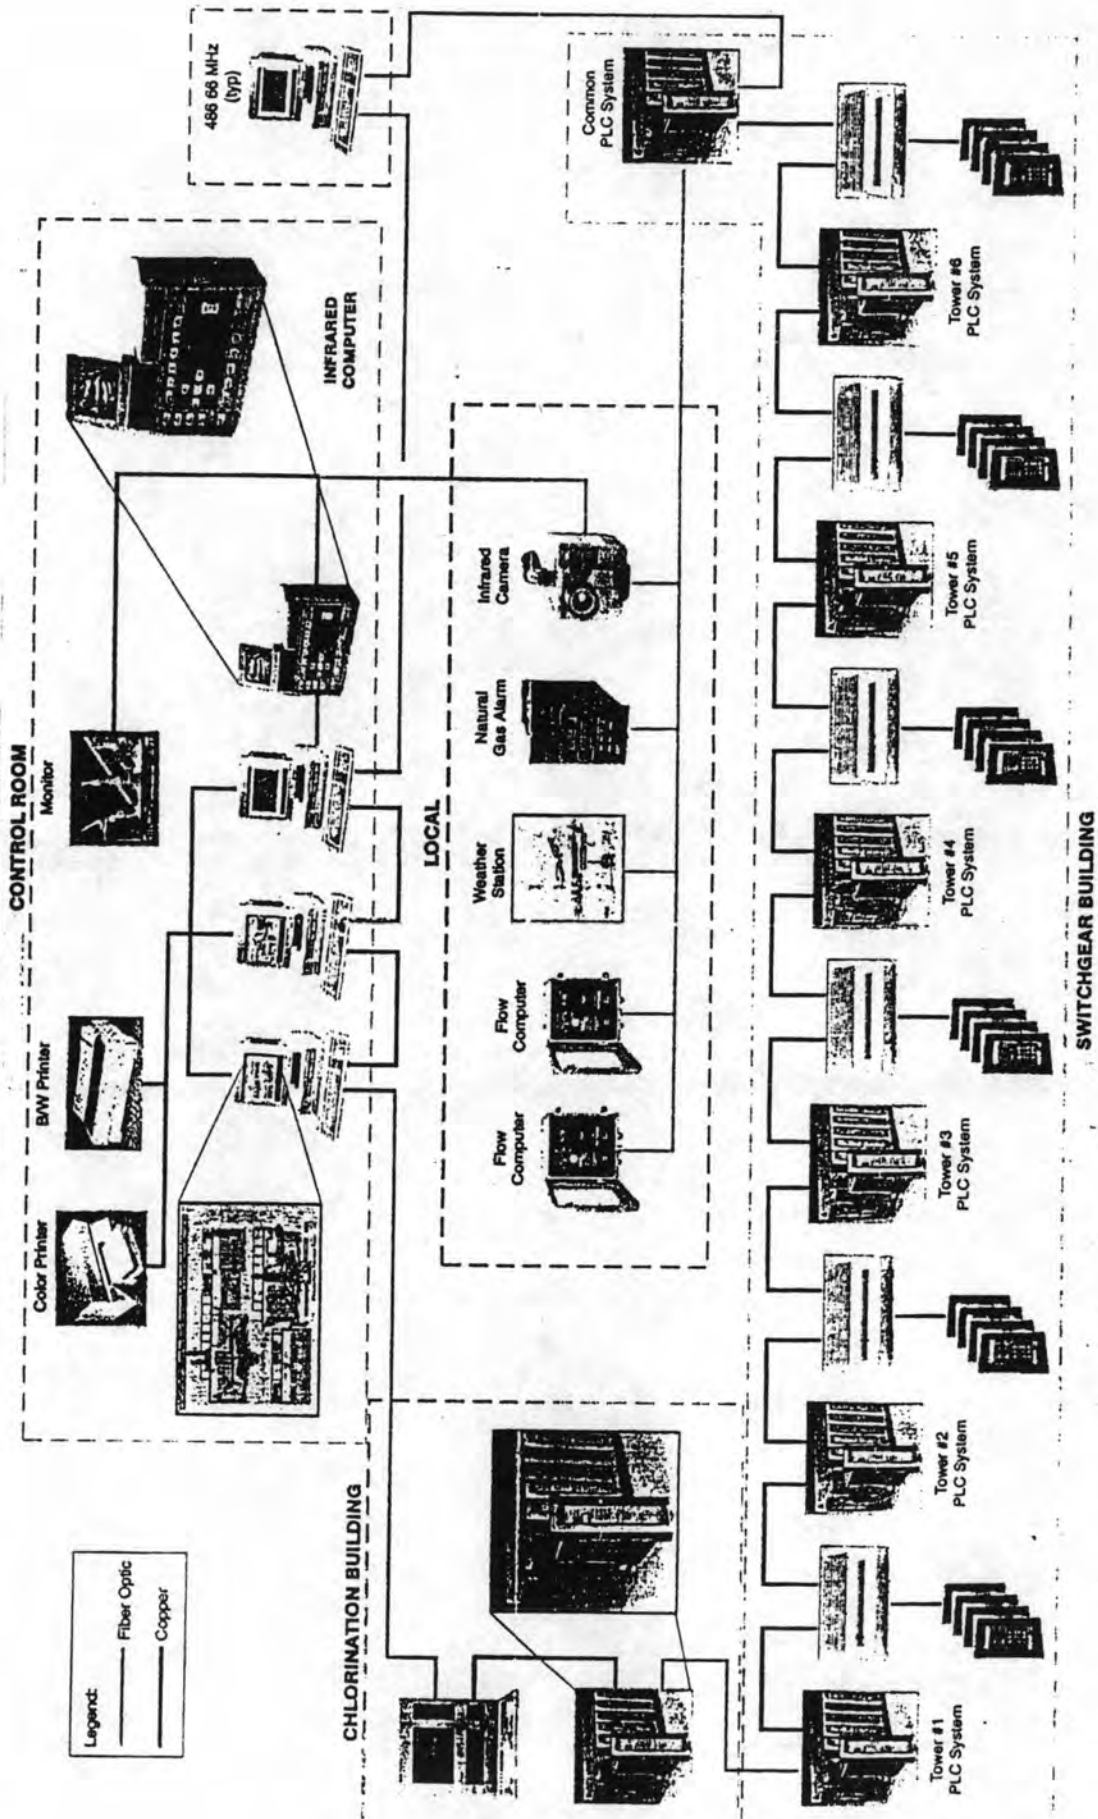 CONTROL ROOM
Color Printer
B/W Printer
Monitor
INFRARED
COMPUTER
486 66 MHz
(typ)
Legend:
Fiber Optic
Copper
CHLORINATION BUILDING
LOCAL
Flow
Computer
Flow
Computer
Weather
Station
Natural
Gas Alarm
Infrared
Camera
Common
PLC System
Tower #1
PLC System
Tower #2
PLC System
Tower #3
PLC System
Tower #4
PLC System
Tower #5
PLC System
Tower #6
PLC System
SWITCHGEAR BUILDING